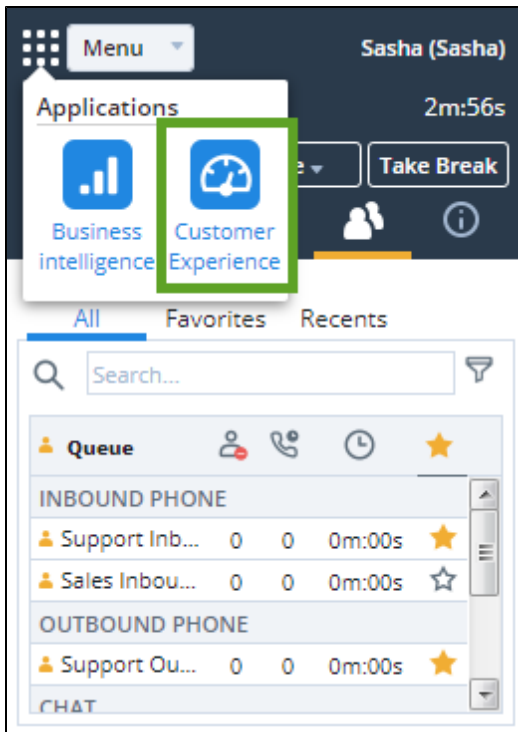 Menu
Sasha (Sasha)
Applications
2m:56s
Take Break
Business
intelligence
Customer
Experience
All Favorites Recents
Search...
Queue
INBOUND PHONE
Support Inb... 0 0 0m:00s
Sales Inbou... 0 0 0m:00s
OUTBOUND PHONE
Support Ou... 0 0 0m:00s
CHAT